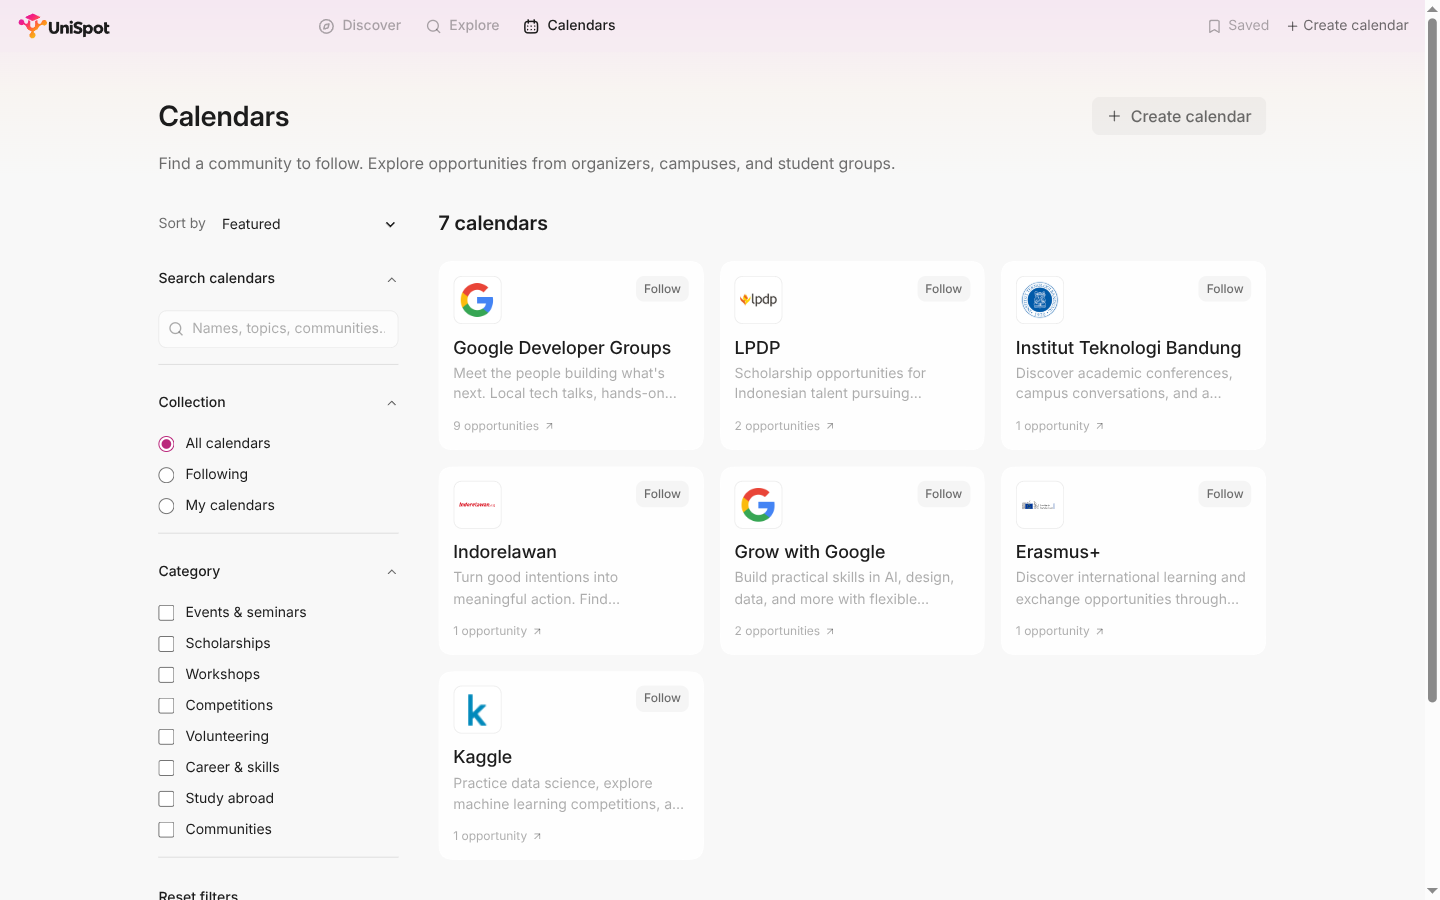 UniSpot
Discover
Explore
Calendars
Saved
Create calendar
Calendars
Create calendar
Find a community to follow. Explore opportunities from organizers, campuses, and student groups.
Sort by
Featured
7 calendars
Search calendars
Names, topics, communities..
Collection
All calendars
Following
My calendars
Category
Events & seminars
Scholarships
Workshops
Competitions
Volunteering
Career & skills
Study abroad
Communities
Reset filters
Follow
Google Developer Groups
Meet the people building what's
next. Local tech talks, hands-on...
9 opportunities
lpdp
Follow
LPDP
Scholarship opportunities for
Indonesian talent pursuing...
2 opportunities
Follow
Institut Teknologi Bandung
Discover academic conferences,
campus conversations, and a...
1 opportunity
Follow
Indorelawan
Turn good intentions into
meaningful action. Find...
1 opportunity
Follow
Grow with Google
Build practical skills in AI, design,
data, and more with flexible...
2 opportunities
Follow
Erasmus+
Discover international learning and
exchange opportunities through...
1 opportunity
k
Follow
Kaggle
Practice data science, explore
machine learning competitions, a...
1 opportunity